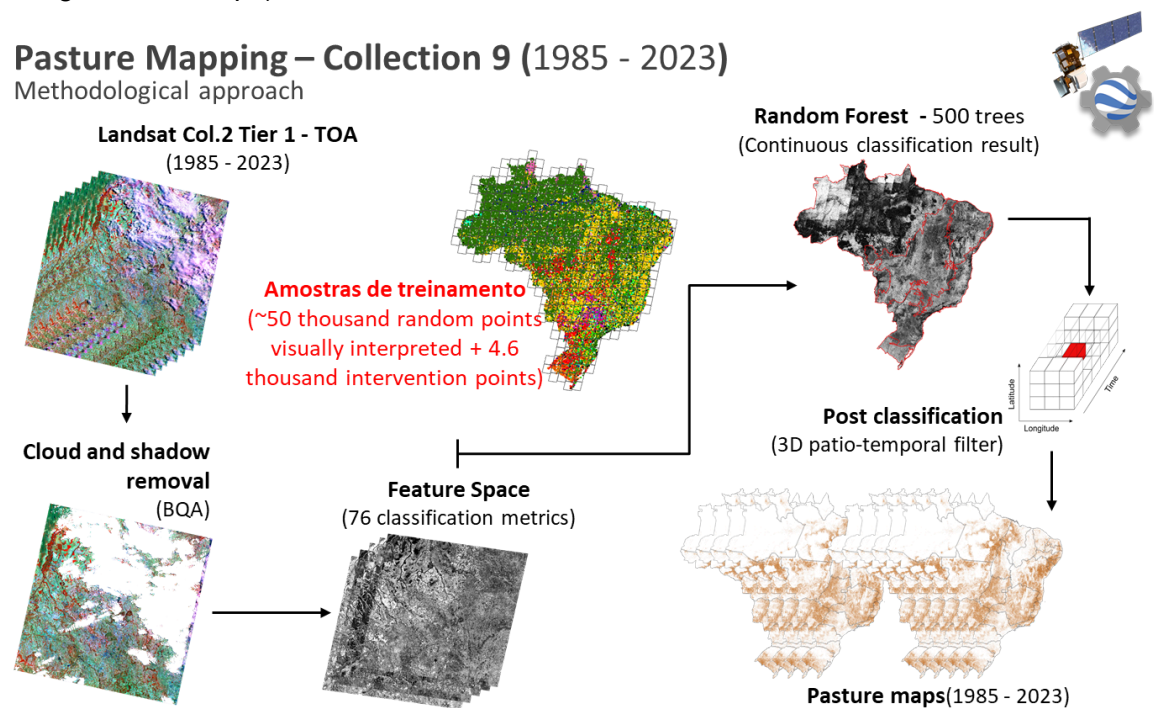 Pasture Mapping – Collection 9 (1985 - 2023)
Methodological approach
Landsat Col.2 Tier 1 - TOA
(1985 - 2023)
Amostras de treinamento
(~50 thousand random points
visually interpreted + 4.6
thousand intervention points)
Cloud and shadow
removal
(BQA)
Feature Space
(76 classification metrics)
Random Forest - 500 trees
(Continuous classification result)
Latitude
Longitude
Time
Post classification
(3D patio-temporal filter)
Pasture maps(1985 - 2023)